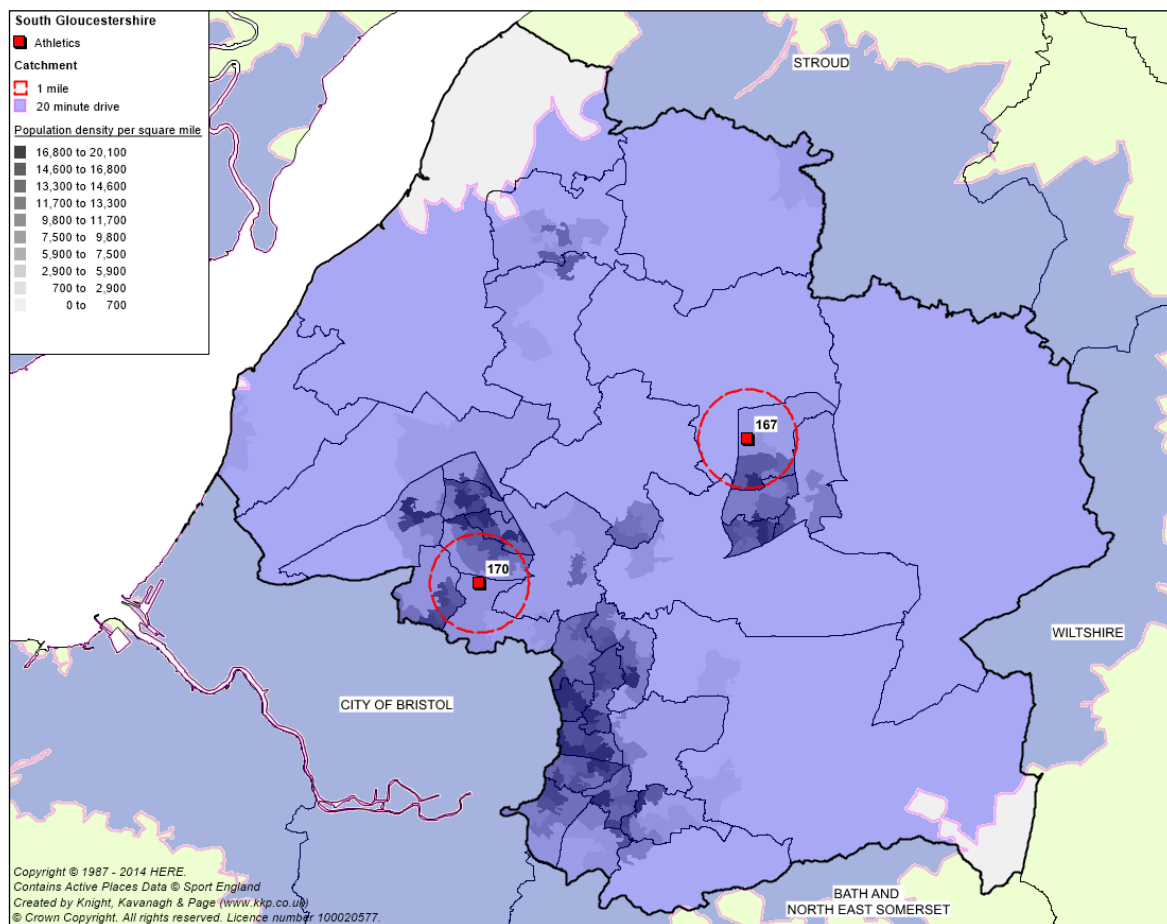 South Gloucestershire
Athletics
Catchment
1 mile
20 minute drive
Population density per square mile
16,800 to 20,100
14,600 to 16,800
13,300 to 14,600
11,700 to 13,300
9,800 to 11,700
7,500 to 9,800
5,900 to 7,500
2,900 to 5,900
700 to 2,900
0 to 700
STROUD
167
170
WILTSHIRE
CITY OF BRISTOL
BATH AND
NORTH EAST SOMERSET
Copyright © 1987 - 2014 HERE.
Contains Active Places Data © Sport England
Created by Knight, Kavanagh & Page (www.kkp.co.uk)
© Crown Copyright. All rights reserved. Licence number 100020577.